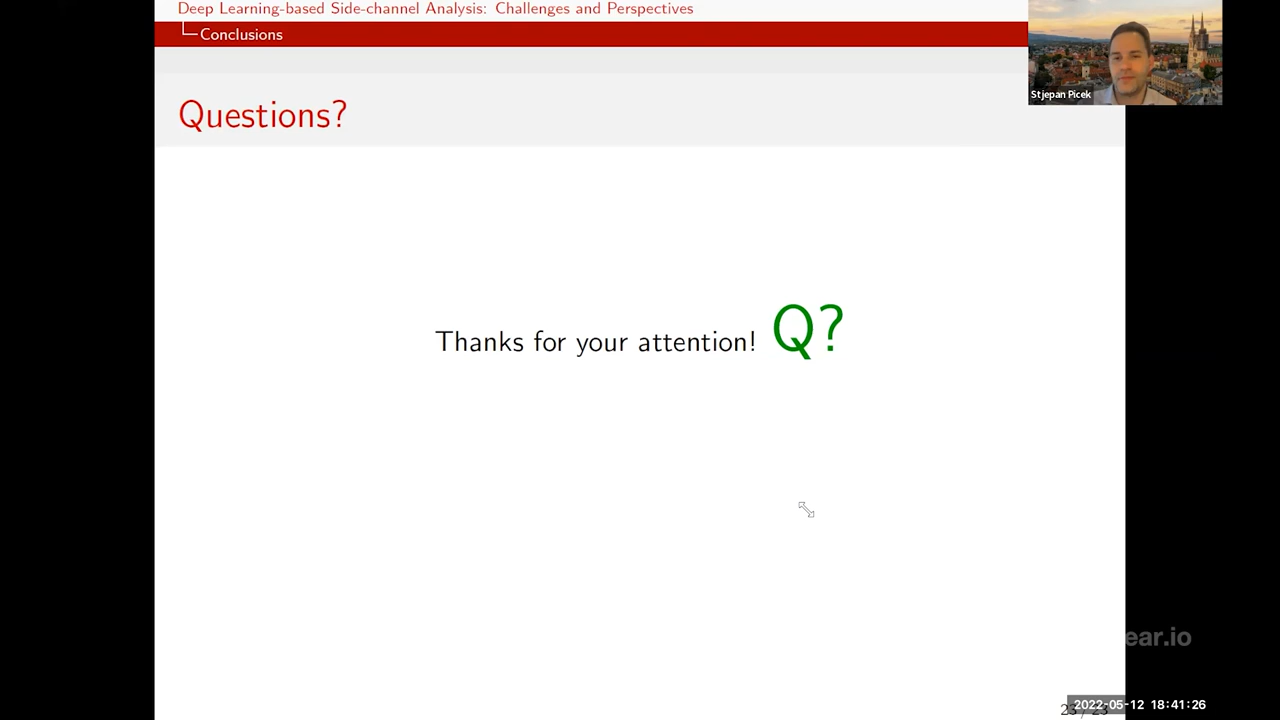 Deep Learning-based Side-channel Analysis: Challenges and Perspectives
Conclusions
Stjepan Picek
Questions?
Thanks for your attention! Q?
ear.io
2022-05-12 18:41:26